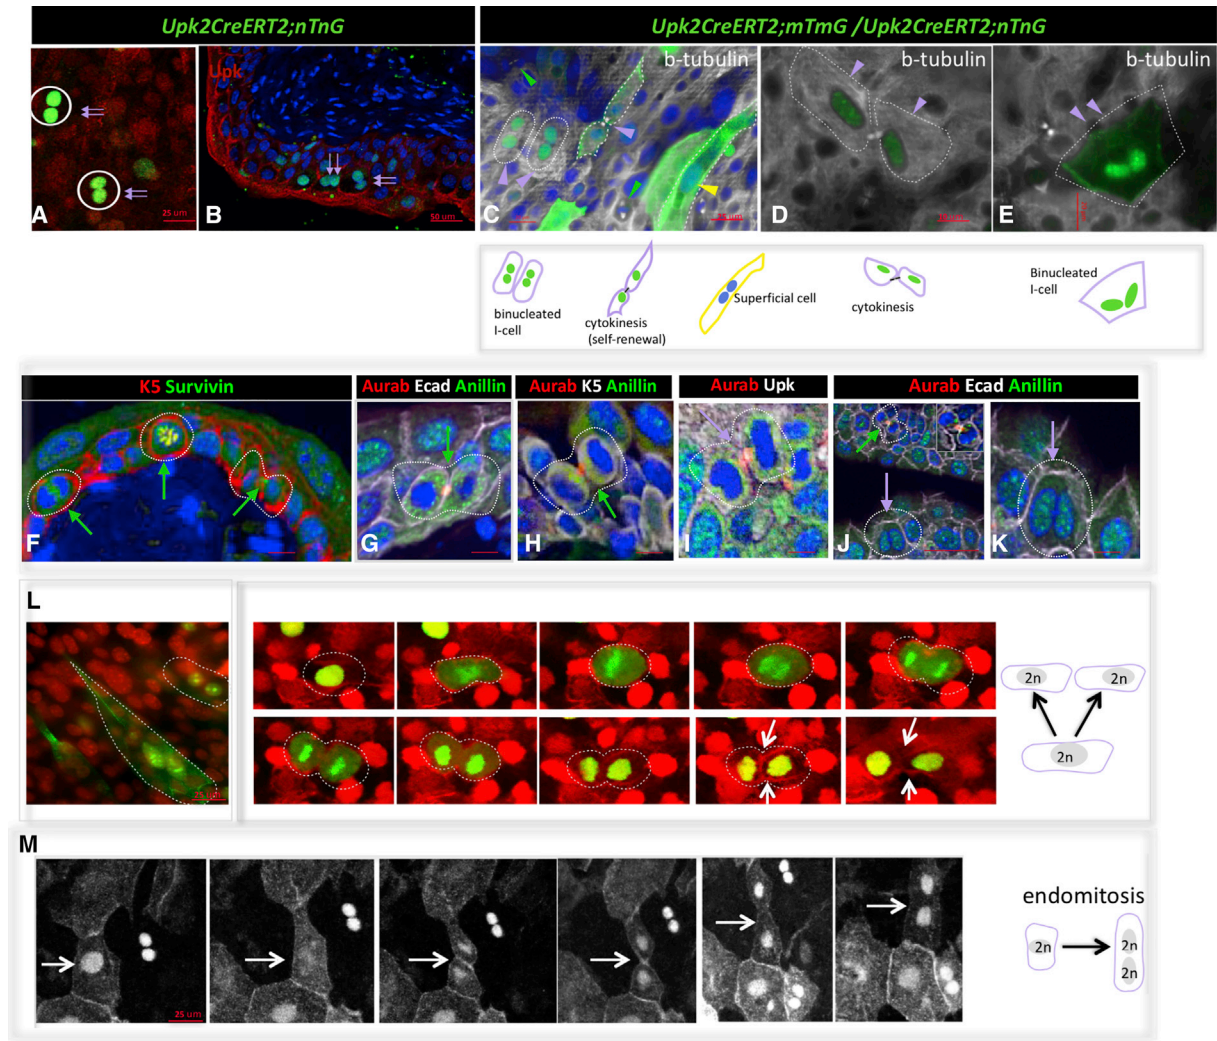 Upk2CreERT2;nTnG
Upk2CreERT2;mTmG /Upk2CreERT2;nTnG
Upk
b-tubulin
b-tubulin
b-tubulin
A
25 um
B
50 um
C
D
E
binucleated
I-cell
cytokinesis
(self-renewal)
Superficial cell
cytokinesis
Binucleated
I-cell
K5 Survivin
Aurab Ecad Anillin
Aurab K5 Anillin
Aurab Upk
Aurab Ecad Anillin
F
G
H
I
J
K
L
25 um
2n
2n
2n
M
25 um
endomitosis
2n
2n
2n